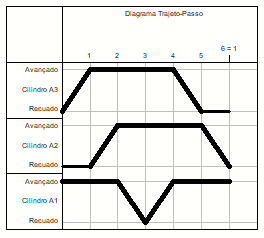 Diagrama Trajeto-Passo
1 2 3 4 5 6 = 1
Avançado
Cilindro A3
Recuado
Avançado
Cilindro A2
Recuado
Avançado
Cilindro A1
Recuado